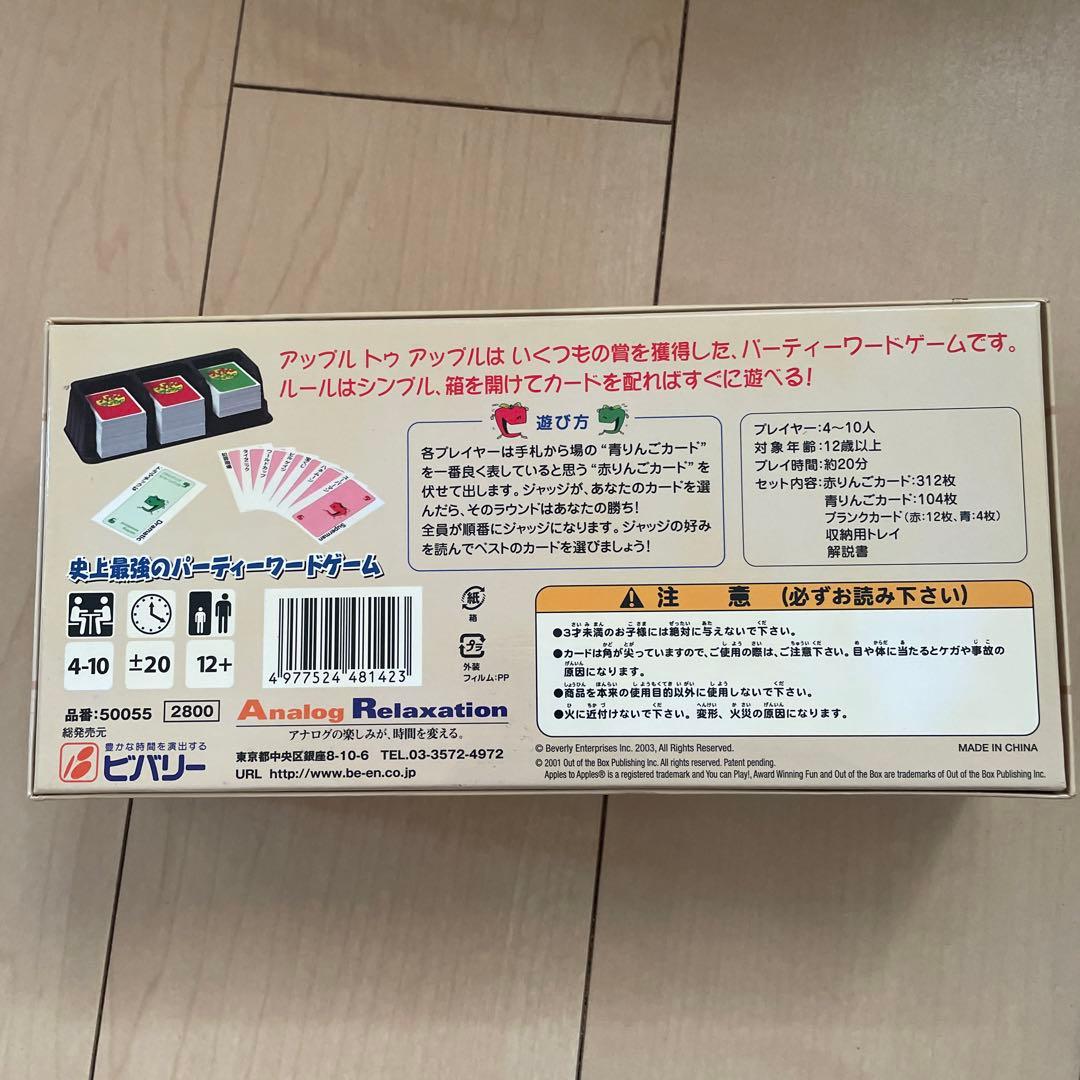 アップル トゥ アップルは いくつもの賞を獲得した、パーティーワードゲームです。
ルールはシンプル、箱を開けてカードを配ればすぐに遊べる!
遊び方
各プレイヤーは手札から場の“青りんごカード”
を一番良く表していると思う“赤りんごカード”を
伏せて出します。ジャッジが、あなたのカードを選
んだら、そのラウンドはあなたの勝ち!
全員が順番にジャッジになります。ジャッジの好み
を読んでベストのカードを選びましょう!
プレイヤー:4〜10人
対象年齢:12歳以上
プレイ時間:約20分
セット内容:赤りんごカード:312枚
青りんごカード:104枚
ブランクカード(赤:12枚、青:4枚)
収納用トレイ
解説書
Dramatic
Superman
史上最強のパーティーワードゲーム
4-10
±20
12+
4977524 481423
紙
箱
プラ
外装
フィルム:PP
品番:50055 2800
総発売元
豊かな時間を演出する
ビバリー
Analog Relaxation
アナログの楽しみが、時間を変える。
東京都中央区銀座8-10-6 TEL.03-3572-4972
URL http://www.be-en.co.jp
注 意 (必ずお読み下さい)
●3才未満のお子様には絶対に与えないで下さい。
●カードは角が尖っていますので、ご使用の際は、ご注意下さい。目や体に当たるとケガや事故の
原因になります。
●商品を本来の使用目的以外に使用しないで下さい。
●火に近付けないで下さい。変形、火災の原因になります。
© Beverly Enterprises Inc. 2003, All Rights Reserved.
MADE IN CHINA
© 2001 Out of the Box Publishing Inc. All rights reserved. Patent pending.
Apples to Apples® is a registered trademark and You can Play!, Award Winning Fun and Out of the Box are trademarks of Out of the Box Publishing Inc.